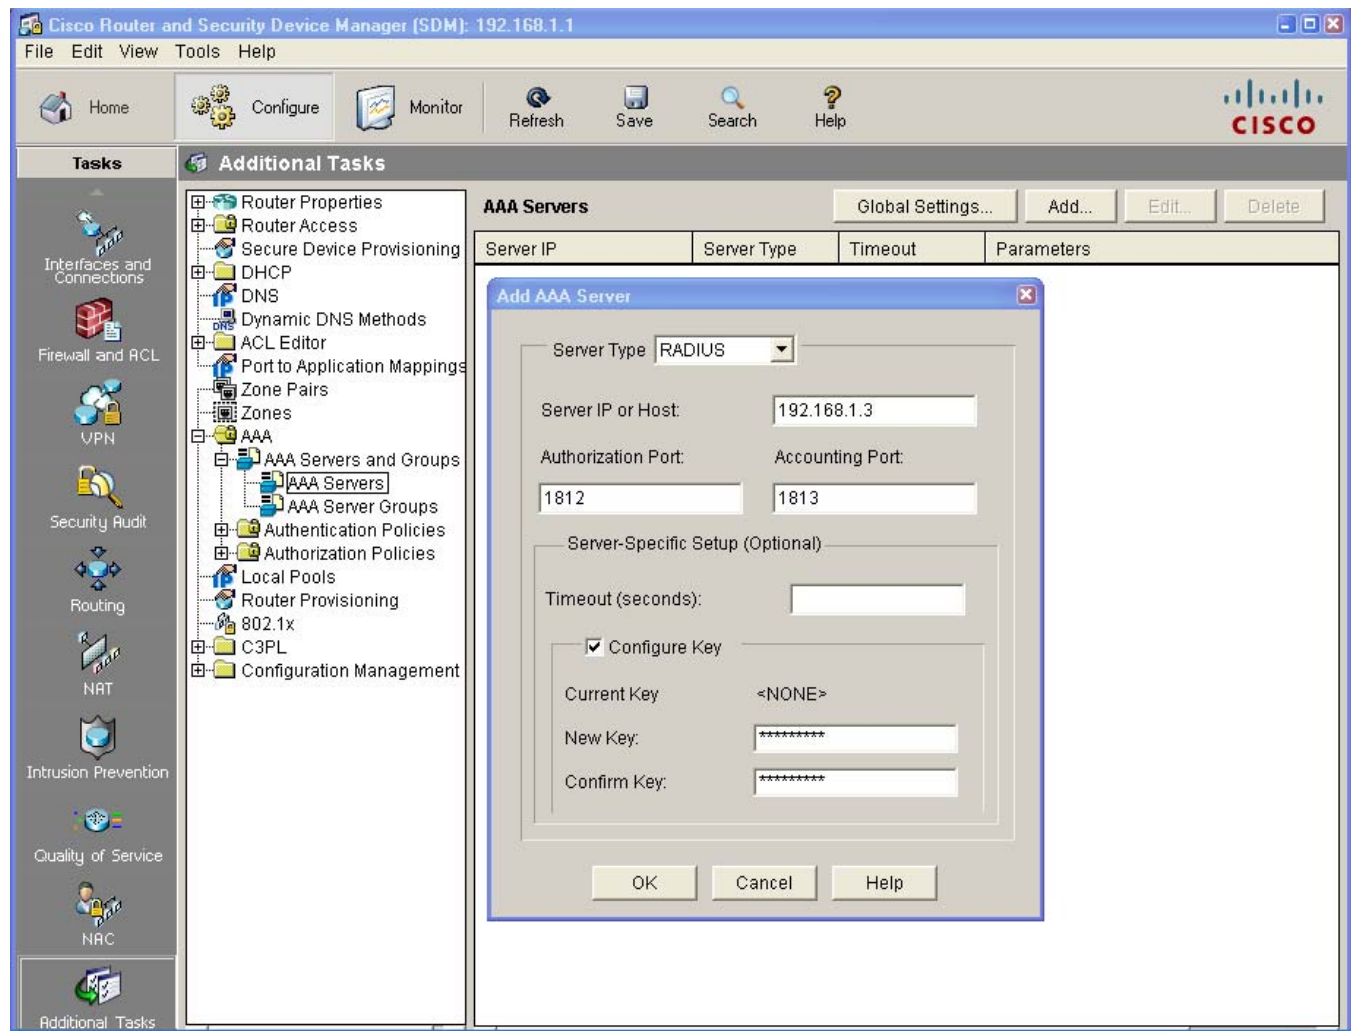 Cisco Router and Security Device Manager (SDM): 192.168.1.1
File Edit View Tools Help
Home Configure Monitor Refresh Save Search Help
CISCO
Tasks
Additional Tasks
Interfaces and Connections
Firewall and ACL
VPN
Security Audit
Routing
NAT
Intrusion Prevention
Quality of Service
NAC
Additional Tasks
Router Properties
Router Access
Secure Device Provisioning
DHCP
DNS
Dynamic DNS Methods
ACL Editor
Port to Application Mappings
Zone Pairs
Zones
AAA
AAA Servers and Groups
AAA Servers
AAA Server Groups
Authentication Policies
Authorization Policies
Local Pools
Router Provisioning
802.1x
C3PL
Configuration Management
AAA Servers Global Settings... Add... Edit... Delete
Server IP Server Type Timeout Parameters
Add AAA Server
Server Type RADIUS
Server IP or Host: 192.168.1.3
Authorization Port: Accounting Port:
1812 1813
Server-Specific Setup (Optional)
Timeout (seconds):
Configure Key
Current Key <NONE>
New Key: *********
Confirm Key: *********
OK Cancel Help